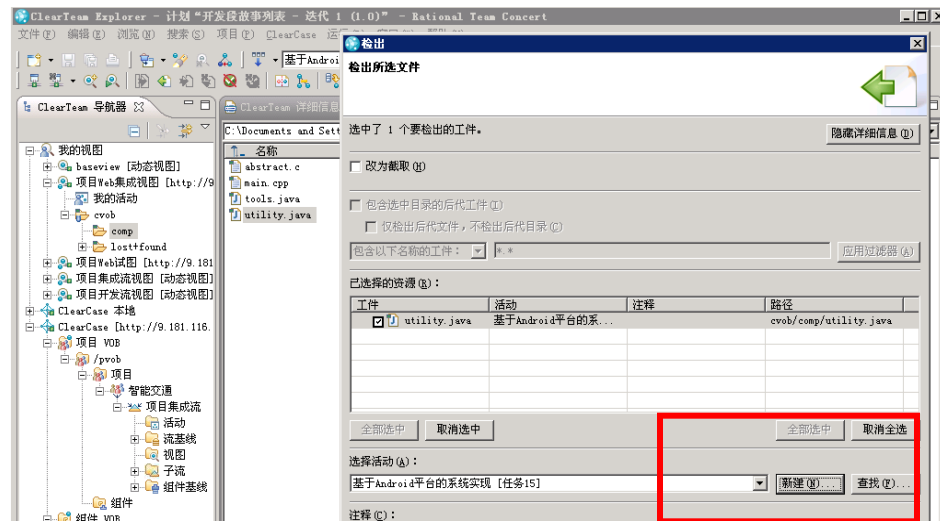 ClearTeam Explorer - 计划"开发段故事列表 - 迭代 1 (1.0)" - Rational Team Concert
文件(F) 编辑(E) 浏览(N) 搜索(S) 项目(P) ClearCase
基于Androi
ClearTeam 导航器
我的视图
baseview [动态视图]
项目Web集成视图 [http://9
我的活动
cvob
comp
lost+found
项目Web试图 [http://9.181
项目集成流视图 [动态视图]
项目开发流视图 [动态视图]
ClearCase 本地
ClearCase [http://9.181.116.
项目 VOB
/pvob
项目
智能交通
项目集成流
活动
流基线
视图
子流
组件基线
组件
组件 VOB
ClearTeam 详细信息
C:\Documents and Sett
1 名称
abstract.c
main.cpp
tools.java
utility.java
检出
检出所选文件
选中了 1 个要检出的工件。
隐藏详细信息(D)
改为截取(H)
包含选中目录的后代工件(I)
仅检出后代文件，不检出后代目录(C)
包含以下名称的工件： *.* 应用过滤器(A)
已选择的资源(R)：
工件 活动 注释 路径
utility.java 基于Android平台的系... cvob/comp/utility.java
全部选中 取消选中 全部选中 取消全选
选择活动(A)：
基于Android平台的系统实现 [任务15] 新建(N)... 查找(F)...
注释(C)：